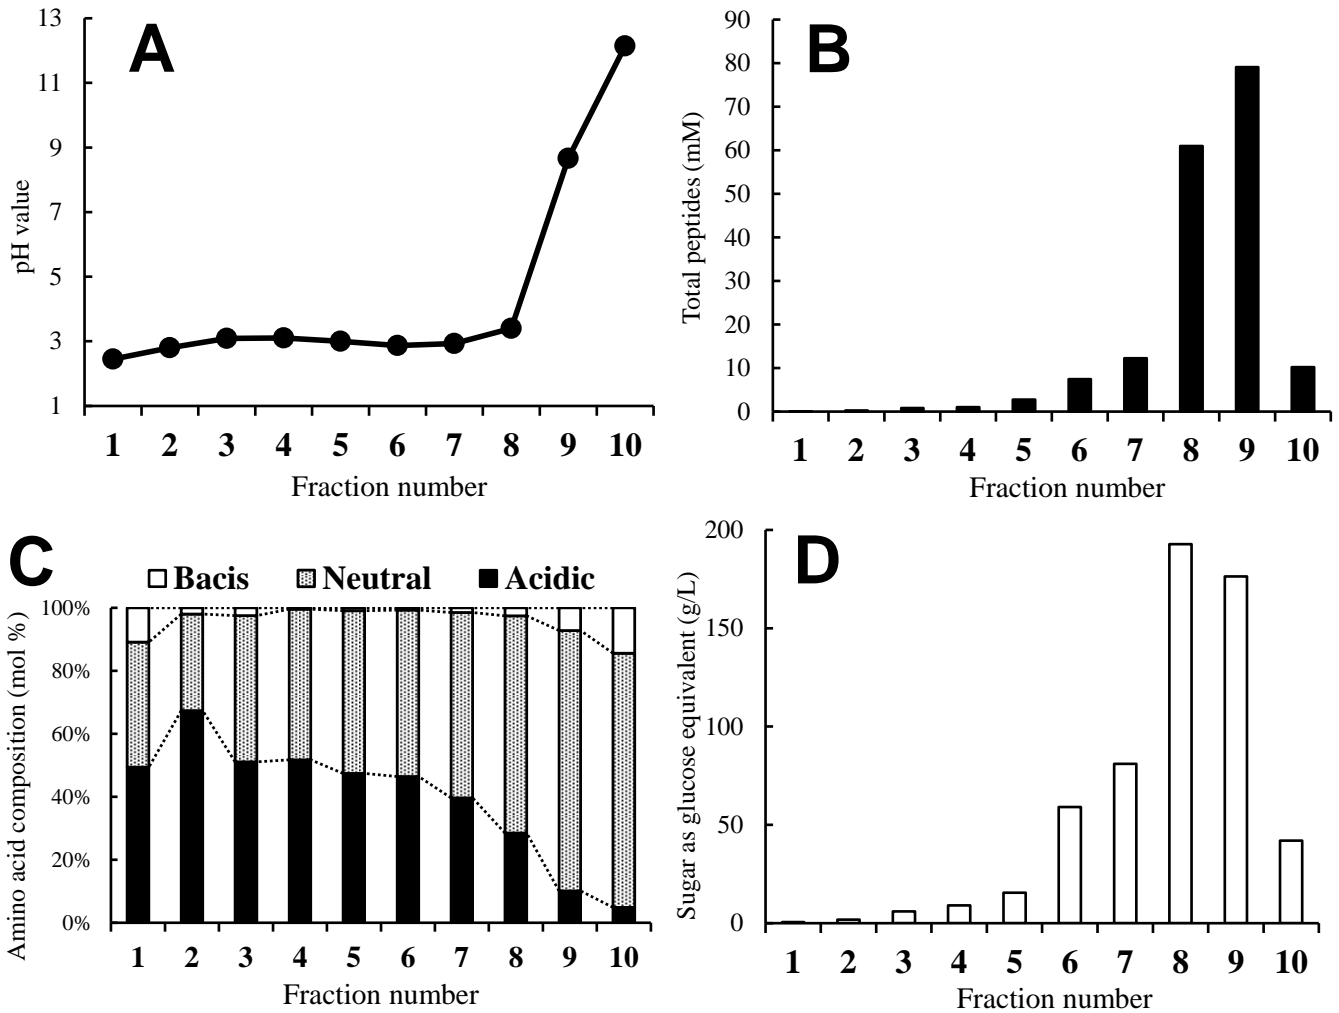 A
13
11
9
7
5
3
1
pH value
1 2 3 4 5 6 7 8 9 10
Fraction number
B
90
80
70
60
50
40
30
20
10
0
Total peptides (mM)
1 2 3 4 5 6 7 8 9 10
Fraction number
C
Bacis Neutral Acidic
100%
80%
60%
40%
20%
0%
Amino acid composition (mol %)
1 2 3 4 5 6 7 8 9 10
Fraction number
D
200
150
100
50
0
Sugar as glucose equivalent (g/L)
1 2 3 4 5 6 7 8 9 10
Fraction number